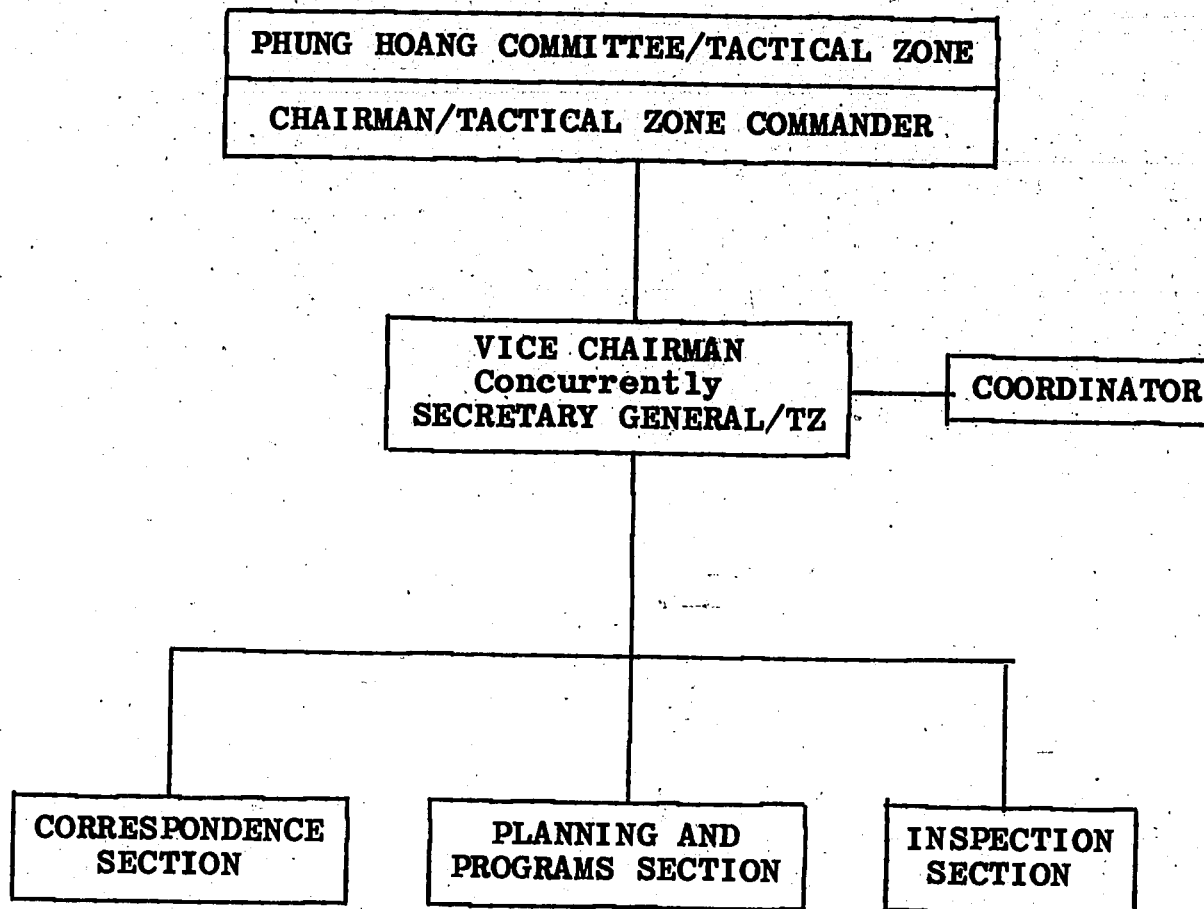 PHUNG HOANG COMMITTEE/TACTICAL ZONE
CHAIRMAN/TACTICAL ZONE COMMANDER
VICE CHAIRMAN
Concurrently
SECRETARY GENERAL/TZ
COORDINATOR
CORRESPONDENCE
SECTION
PLANNING AND
PROGRAMS SECTION
INSPECTION
SECTION